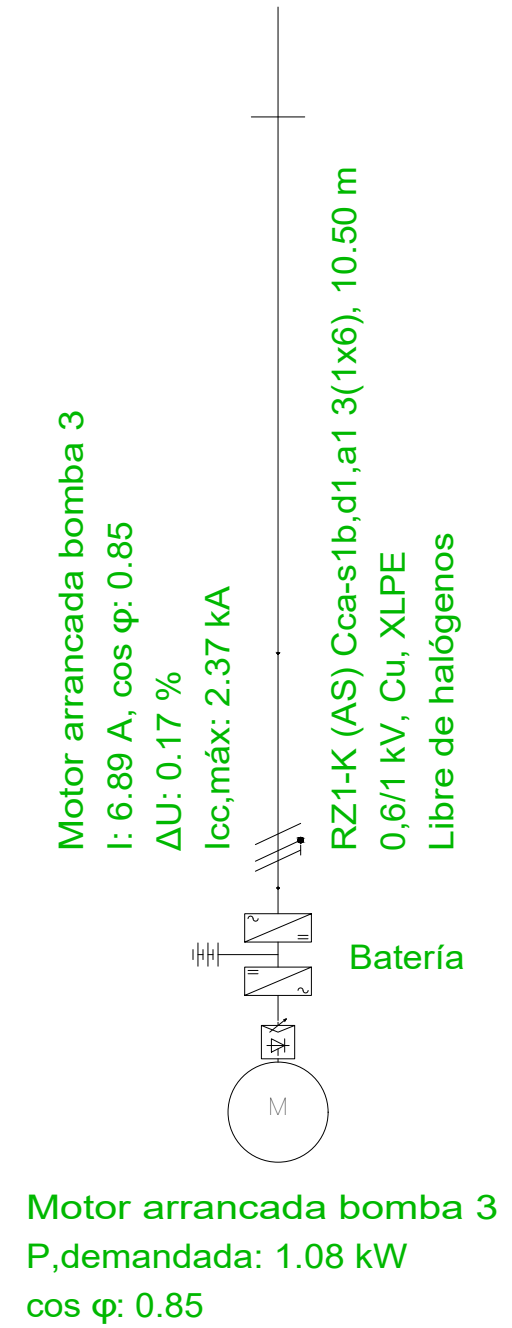 Motor arrancada bomba 3
I: 6.89 A, cos φ: 0.85
ΔU: 0.17 %
Icc,máx: 2.37 kA
RZ1-K (AS) Cca-s1b,d1,a1 3(1x6), 10.50 m
0,6/1 kV, Cu, XLPE
Libre de halógenos
Batería
M
Motor arrancada bomba 3
P,demandada: 1.08 kW
cos φ: 0.85